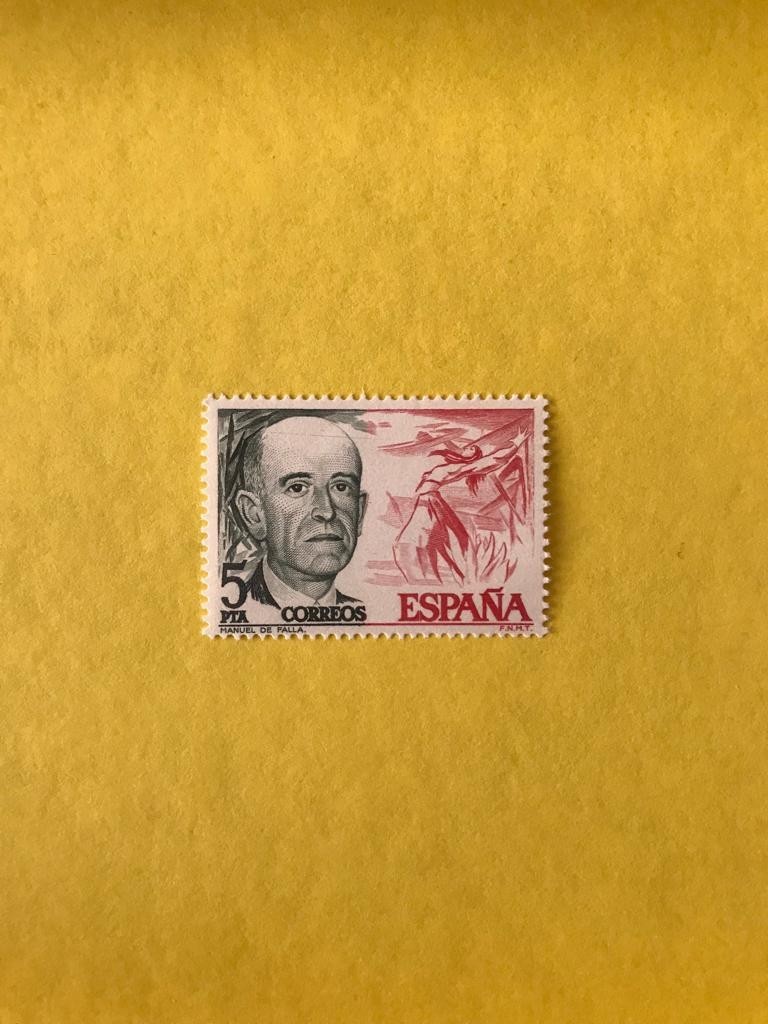 5
PTA CORREOS ESPAÑA
MANUEL DE FALLA. F.N.M.T.